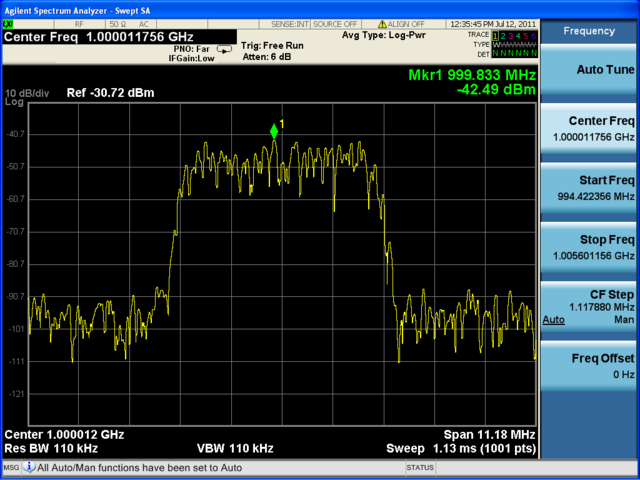 Agilent Spectrum Analyzer - Swept SA
RF 50 Ω AC SENSE:INT SOURCE OFF ALIGN OFF 12:35:45 PM Jul 12, 2011
Center Freq 1.000011756 GHz
PNO: Far
IFGain:Low
Trig: Free Run
Atten: 6 dB
Avg Type: Log-Pwr
TRACE 1 2 3 4 5 6
TYPE
DET N N N N N N
Mkr1 999.833 MHz
-42.49 dBm
10 dB/div
Log
Ref -30.72 dBm
1
-40.7
-50.7
-60.7
-70.7
-80.7
-90.7
-101
-111
-121
Center 1.000012 GHz
Span 11.18 MHz
Res BW 110 kHz
VBW 110 kHz
Sweep 1.13 ms (1001 pts)
MSG All Auto/Man functions have been set to Auto
STATUS
Frequency
Auto Tune
Center Freq
1.000011756 GHz
Start Freq
994.422356 MHz
Stop Freq
1.005601156 GHz
CF Step
1.117880 MHz
Auto Man
Freq Offset
0 Hz